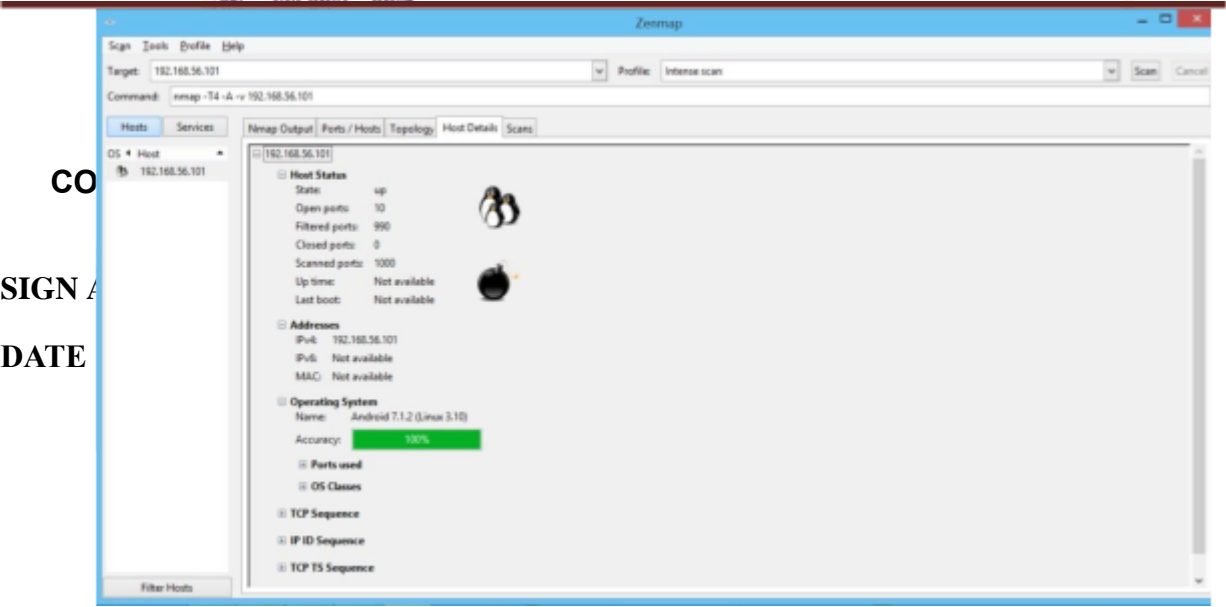 Zenmap
Scan Tools Profile Help
Target: 192.168.56.101 Profile: Intense scan Scan Cancel
Command: nmap -T4 -A -v 192.168.56.101
Hosts Services
Nmap Output Ports / Hosts Topology Host Details Scans
OS Host
192.168.56.101
192.168.56.101
Host Status
State: up
Open ports: 10
Filtered ports: 990
Closed ports: 0
Scanned ports: 1000
Up time: Not available
Last boot: Not available
Addresses
IPv4: 192.168.56.101
IPv6: Not available
MAC: Not available
Operating System
Name: Android 7.1.2 (Linux 3.10)
Accuracy: 100%
Ports used
OS Classes
TCP Sequence
IP ID Sequence
TCP TS Sequence
Filter Hosts
CO
SIGN A
DATE